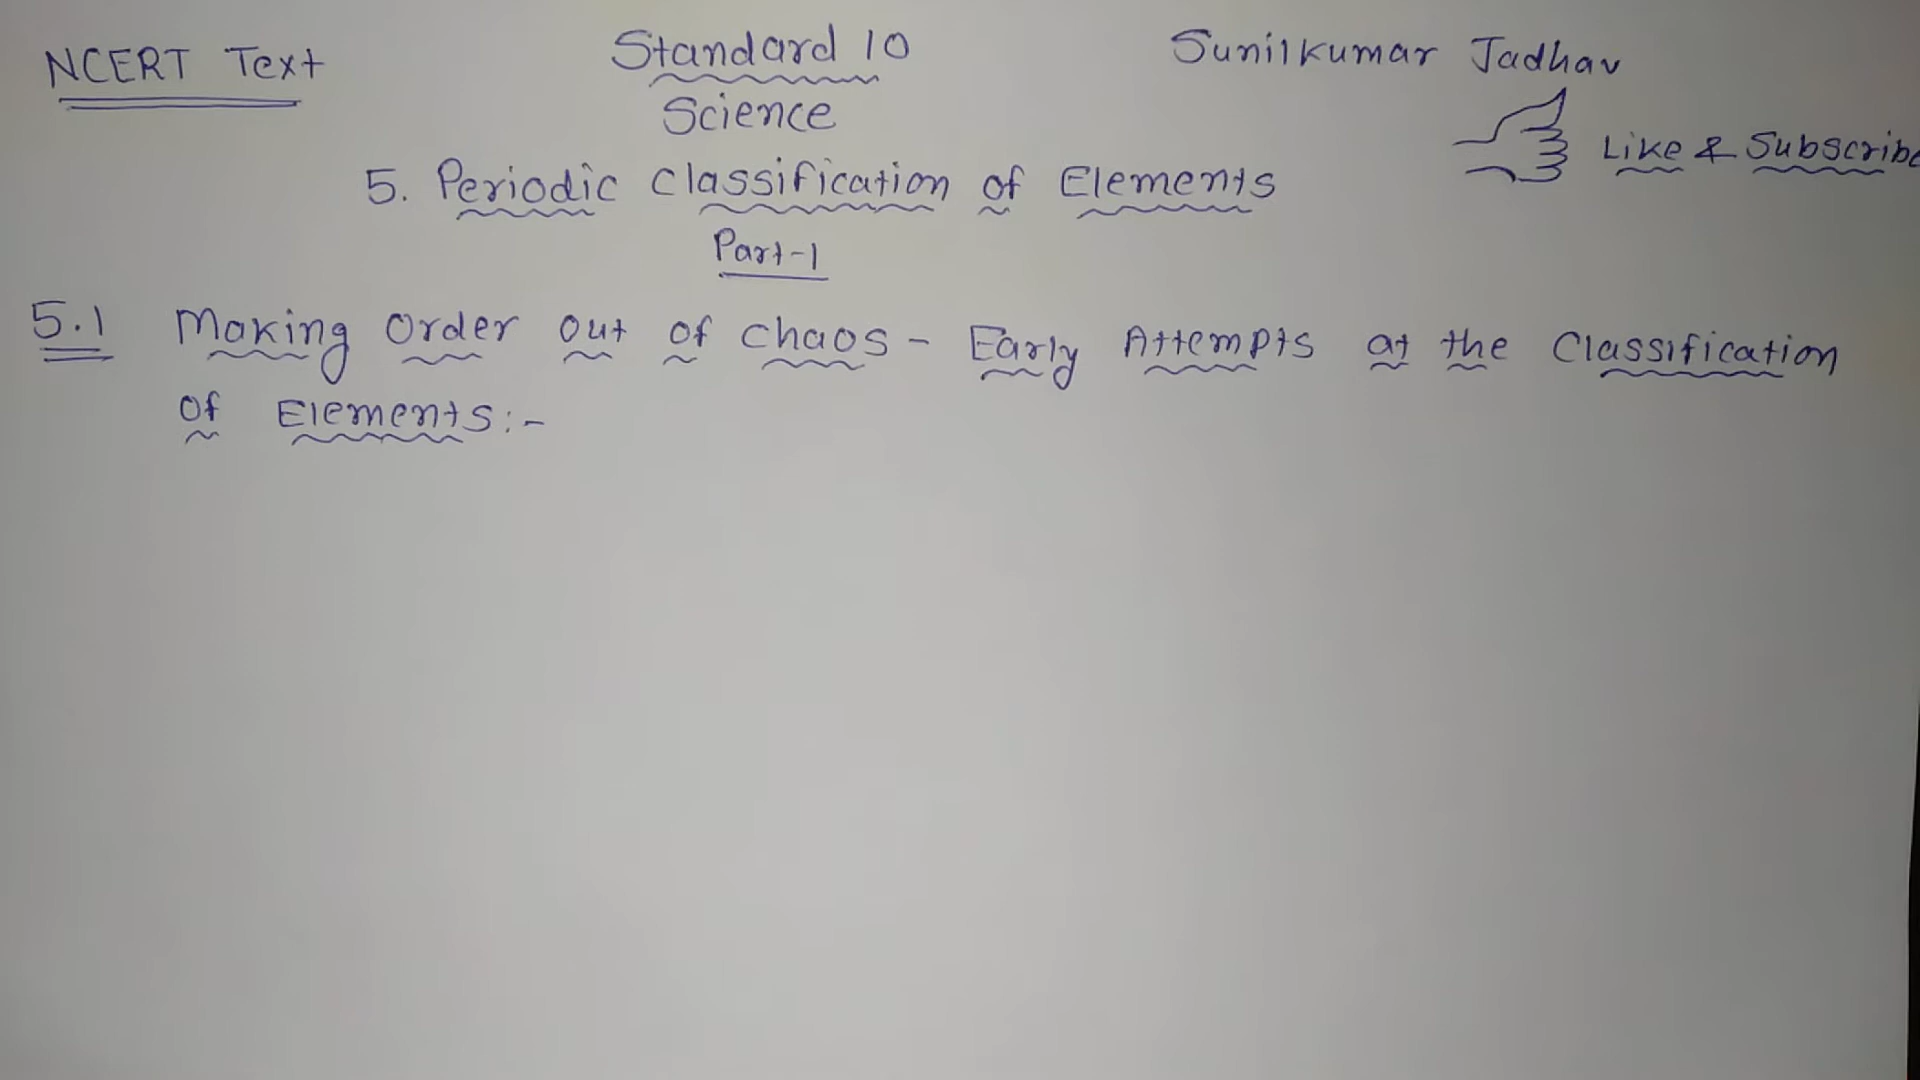 NCERT Text
Standard 10
Sunilkumar Jadhav
Science
Like & Subscribe
5. Periodic Classification of Elements
Part-1
5.1 Making Order Out of Chaos - Early Attempts at the Classification
of Elements:-